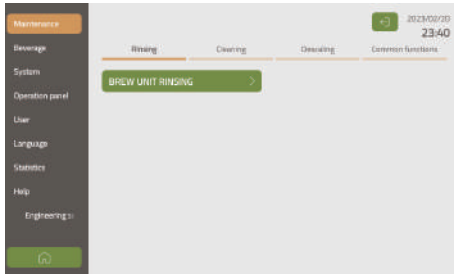 Maintenance
Beverage
System
Operation panel
User
Language
Statistics
Help
Engineering
2023/02/20
23:40
Rinsing
Cleaning
Descaling
Common functions
BREW UNIT RINSING